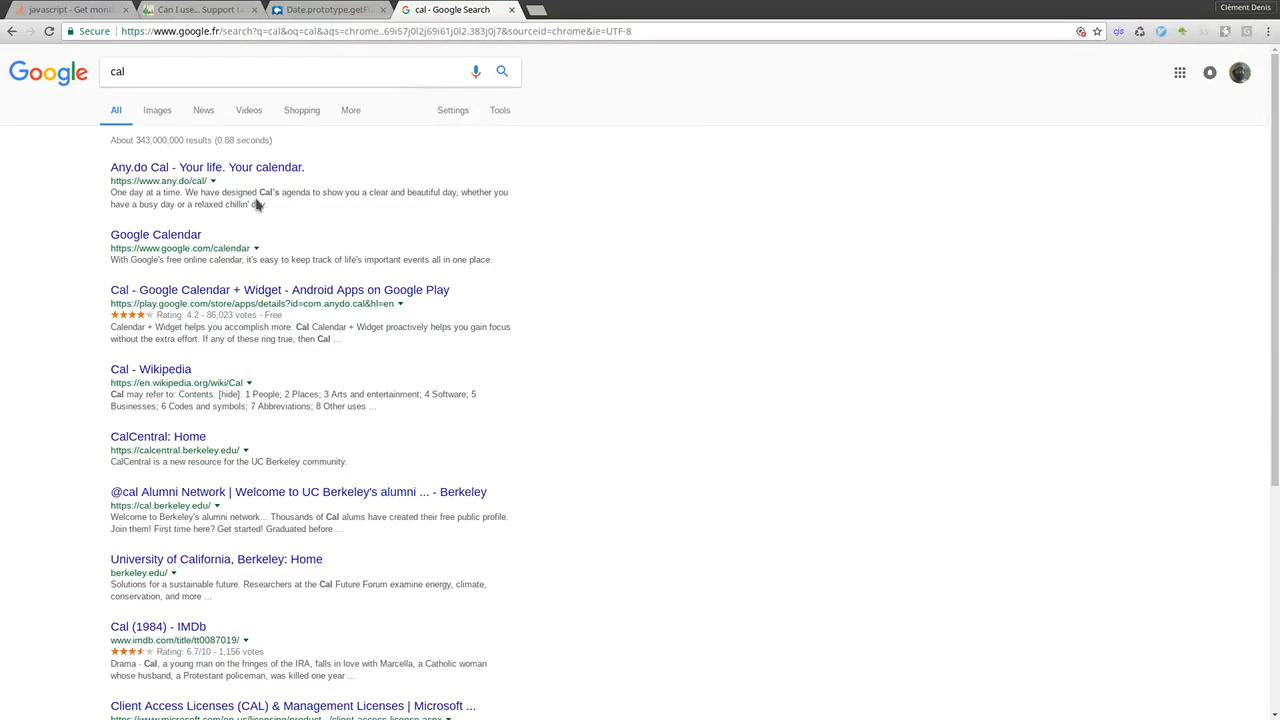 javascript - Get mont
Can I use... Support ta
Date.prototype.getF
cal - Google Search
Clément Denis
Secure
https://www.google.fr/search?q=cal&oq=cal&aqs=chrome..69i57j0l2j69i61j0l2.383j0j7&sourceid=chrome&ie=UTF-8
Google
cal
All
Images
News
Videos
Shopping
More
Settings
Tools
About 343,000,000 results (0.88 seconds)
Any.do Cal - Your life. Your calendar.
https://www.any.do/cal/
One day at a time. We have designed Cal's agenda to show you a clear and beautiful day, whether you
have a busy day or a relaxed chillin' day.
Google Calendar
https://www.google.com/calendar
With Google's free online calendar, it's easy to keep track of life's important events all in one place.
Cal - Google Calendar + Widget - Android Apps on Google Play
https://play.google.com/store/apps/details?id=com.anydo.cal&hl=en
Rating: 4.2 - 86,023 votes - Free
Calendar + Widget helps you accomplish more. Cal Calendar + Widget proactively helps you gain focus
without the extra effort. If any of these ring true, then Cal ...
Cal - Wikipedia
https://en.wikipedia.org/wiki/Cal
Cal may refer to: Contents. [hide]. 1 People; 2 Places; 3 Arts and entertainment; 4 Software; 5
Businesses; 6 Codes and symbols; 7 Abbreviations; 8 Other uses ...
CalCentral: Home
https://calcentral.berkeley.edu/
CalCentral is a new resource for the UC Berkeley community.
@cal Alumni Network | Welcome to UC Berkeley's alumni ... - Berkeley
https://cal.berkeley.edu/
Welcome to Berkeley's alumni network... Thousands of Cal alums have created their free public profile.
Join them! First time here? Get started! Graduated before ...
University of California, Berkeley: Home
berkeley.edu/
Solutions for a sustainable future. Researchers at the Cal Future Forum examine energy, climate,
conservation, and more ...
Cal (1984) - IMDb
www.imdb.com/title/tt0087019/
Rating: 6.7/10 - 1,156 votes
Drama · Cal, a young man on the fringes of the IRA, falls in love with Marcella, a Catholic woman
whose husband, a Protestant policeman, was killed one year ...
Client Access Licenses (CAL) & Management Licenses | Microsoft ...
https://www.microsoft.com/en-us/licensing/product.../client-access-license.aspx